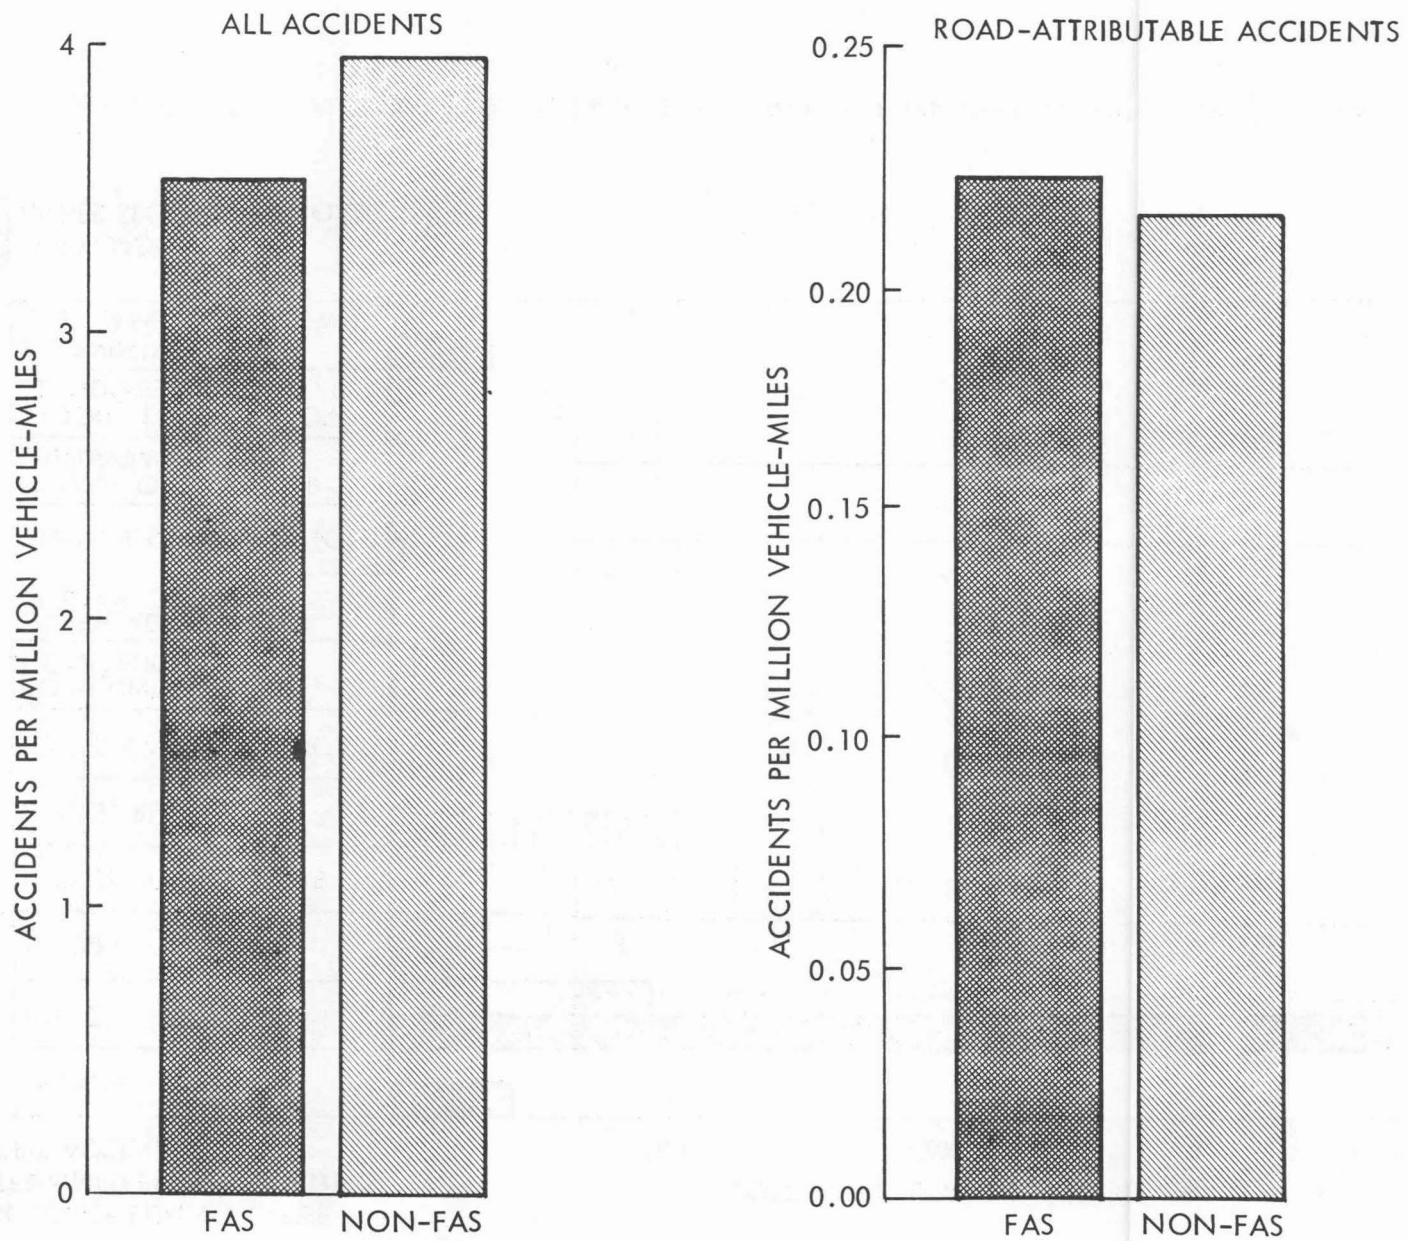 ALL ACCIDENTS
4
3
2
1
0
ACCIDENTS PER MILLION VEHICLE-MILES
FAS
NON-FAS
ROAD-ATTRIBUTABLE ACCIDENTS
0.25
0.20
0.15
0.10
0.05
0.00
ACCIDENTS PER MILLION VEHICLE-MILES
FAS
NON-FAS